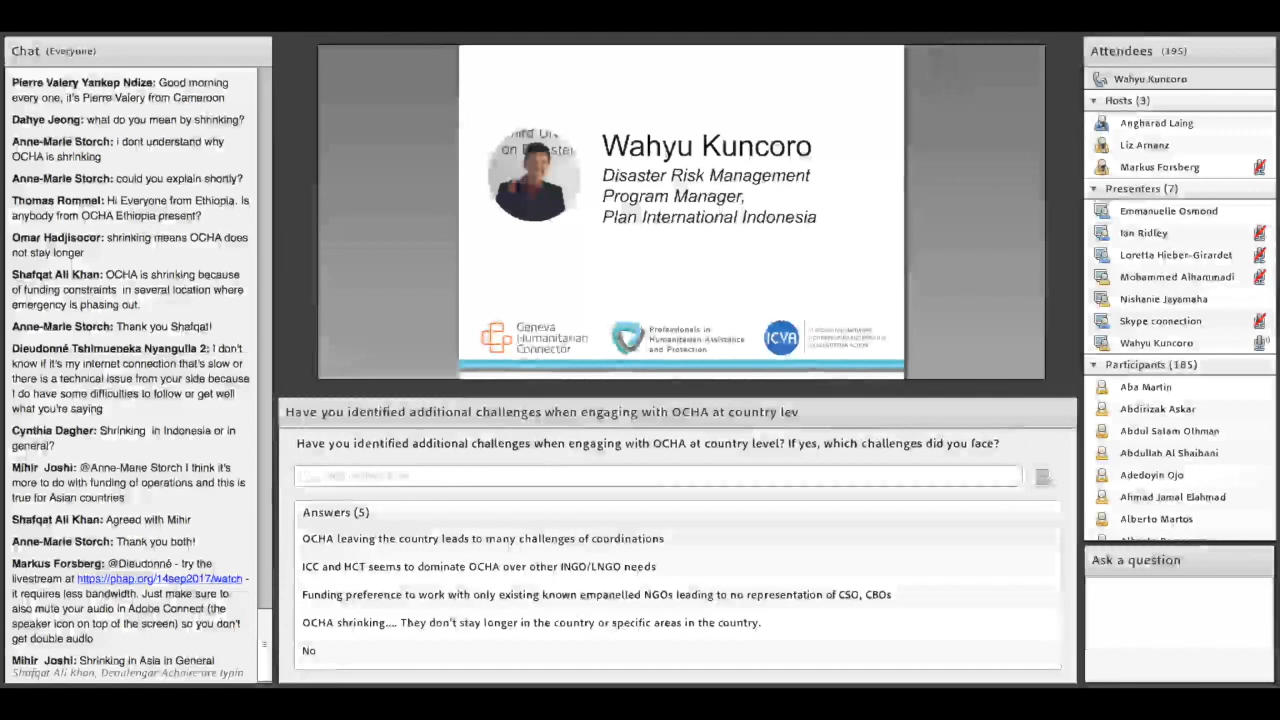 Chat (Everyone)
Pierre Valery Yankep Ndize: Good morning
every one, it's Pierre Valery from Cameroon
Dahye Jeong: what do you mean by shrinking?
Anne-Marie Storch: i dont understand why
OCHA is shrinking
Anne-Marie Storch: could you explain shortly?
Thomas Rommel: Hi Everyone from Ethiopia. Is
anybody from OCHA Ethiopia present?
Omar Hadjisocor: shrinking means OCHA does
not stay longer
Shafqat Ali Khan: OCHA is shrinking because
of funding constraints in several location where
emergency is phasing out.
Anne-Marie Storch: Thank you Shafqat!
Dieudonné Tshimueneka Nyangulla 2: I don't
know if it's my internet connection that's slow or
there is a technical issue from your side because
I do have some difficulties to follow or get well
what you're saying
Cynthia Dagher: Shrinking in Indonesia or in
general?
Mihir Joshi: @Anne-Marie Storch I think it's
more to do with funding of operations and this is
true for Asian countries
Shafqat Ali Khan: Agreed with Mihir
Anne-Marie Storch: Thank you both!
Markus Forsberg: @Dieudonné - try the
livestream at https://phap.org/14sep2017/watch -
it requires less bandwidth. Just make sure to
also mute your audio in Adobe Connect (the
speaker icon on top of the screen) so you don't
get double audio
Mihir Joshi: Shrinking in Asia in General
Shafqat Ali Khan, are typin
on Disaster
Wahyu Kuncoro
Disaster Risk Management
Program Manager,
Plan International Indonesia
Geneva
Humanitarian
Connector
Professionals in
Humanitarian Assistance
and Protection
ICVA
Have you identified additional challenges when engaging with OCHA at country lev
Have you identified additional challenges when engaging with OCHA at country level? If yes, which challenges did you face?
Answers (5)
OCHA leaving the country leads to many challenges of coordinations
ICC and HCT seems to dominate OCHA over other INGO/LNGO needs
Funding preference to work with only existing known empanelled NGOs leading to no representation of CSO, CBOs
OCHA shrinking.... They don't stay longer in the country or specific areas in the country.
No
Attendees (195)
Wahyu Kuncoro
Hosts (3)
Angharad Laing
Liz Arnanz
Markus Forsberg
Presenters (7)
Emmanuelle Osmond
Ian Ridley
Loretta Hieber-Girardet
Mohammed Alhammadi
Nishanie Jayamaha
Skype connection
Wahyu Kuncoro
Participants (185)
Aba Martin
Abdirizak Askar
Abdul Salam Olhman
Abdullah Al Shaibani
Adedoyin Ojo
Ahmad Jamal Elahmad
Alberto Martos
Ask a question